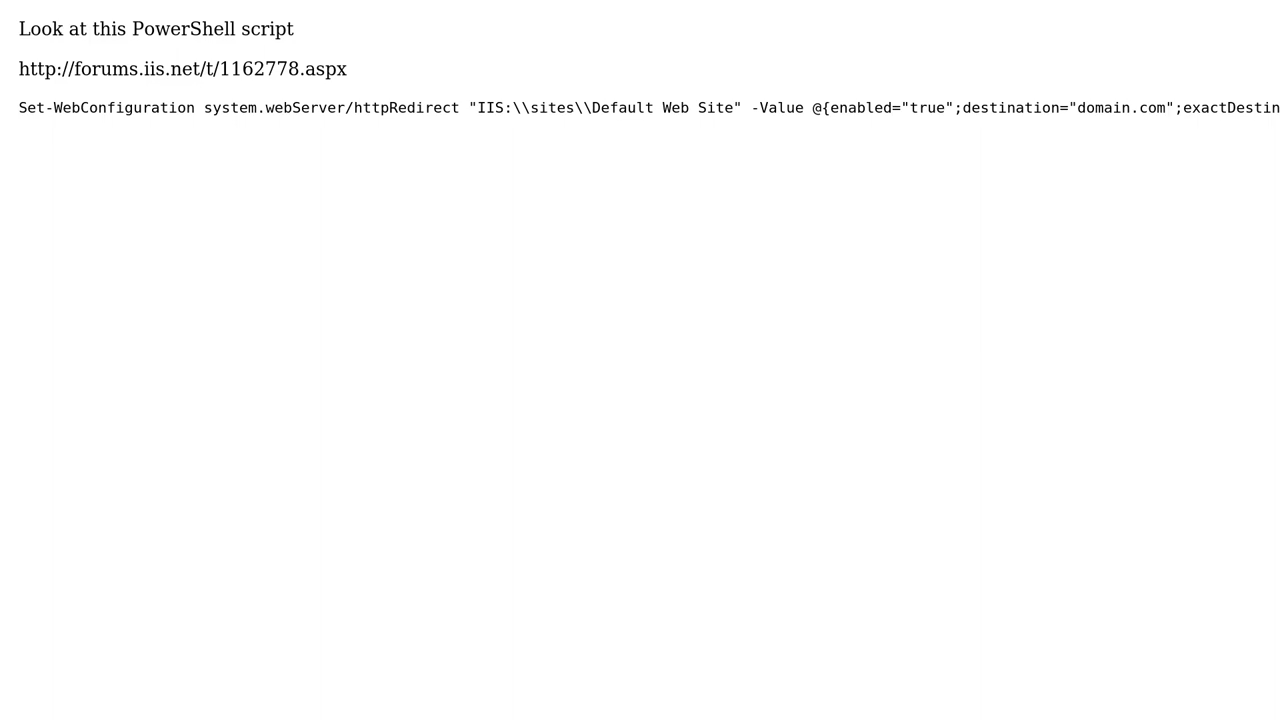 Look at this PowerShell script
http://forums.iis.net/t/1162778.aspx
Set-WebConfiguration system.webServer/httpRedirect "IIS:\\sites\\Default Web Site" -Value @{enabled="true";destination="domain.com";exactDestin